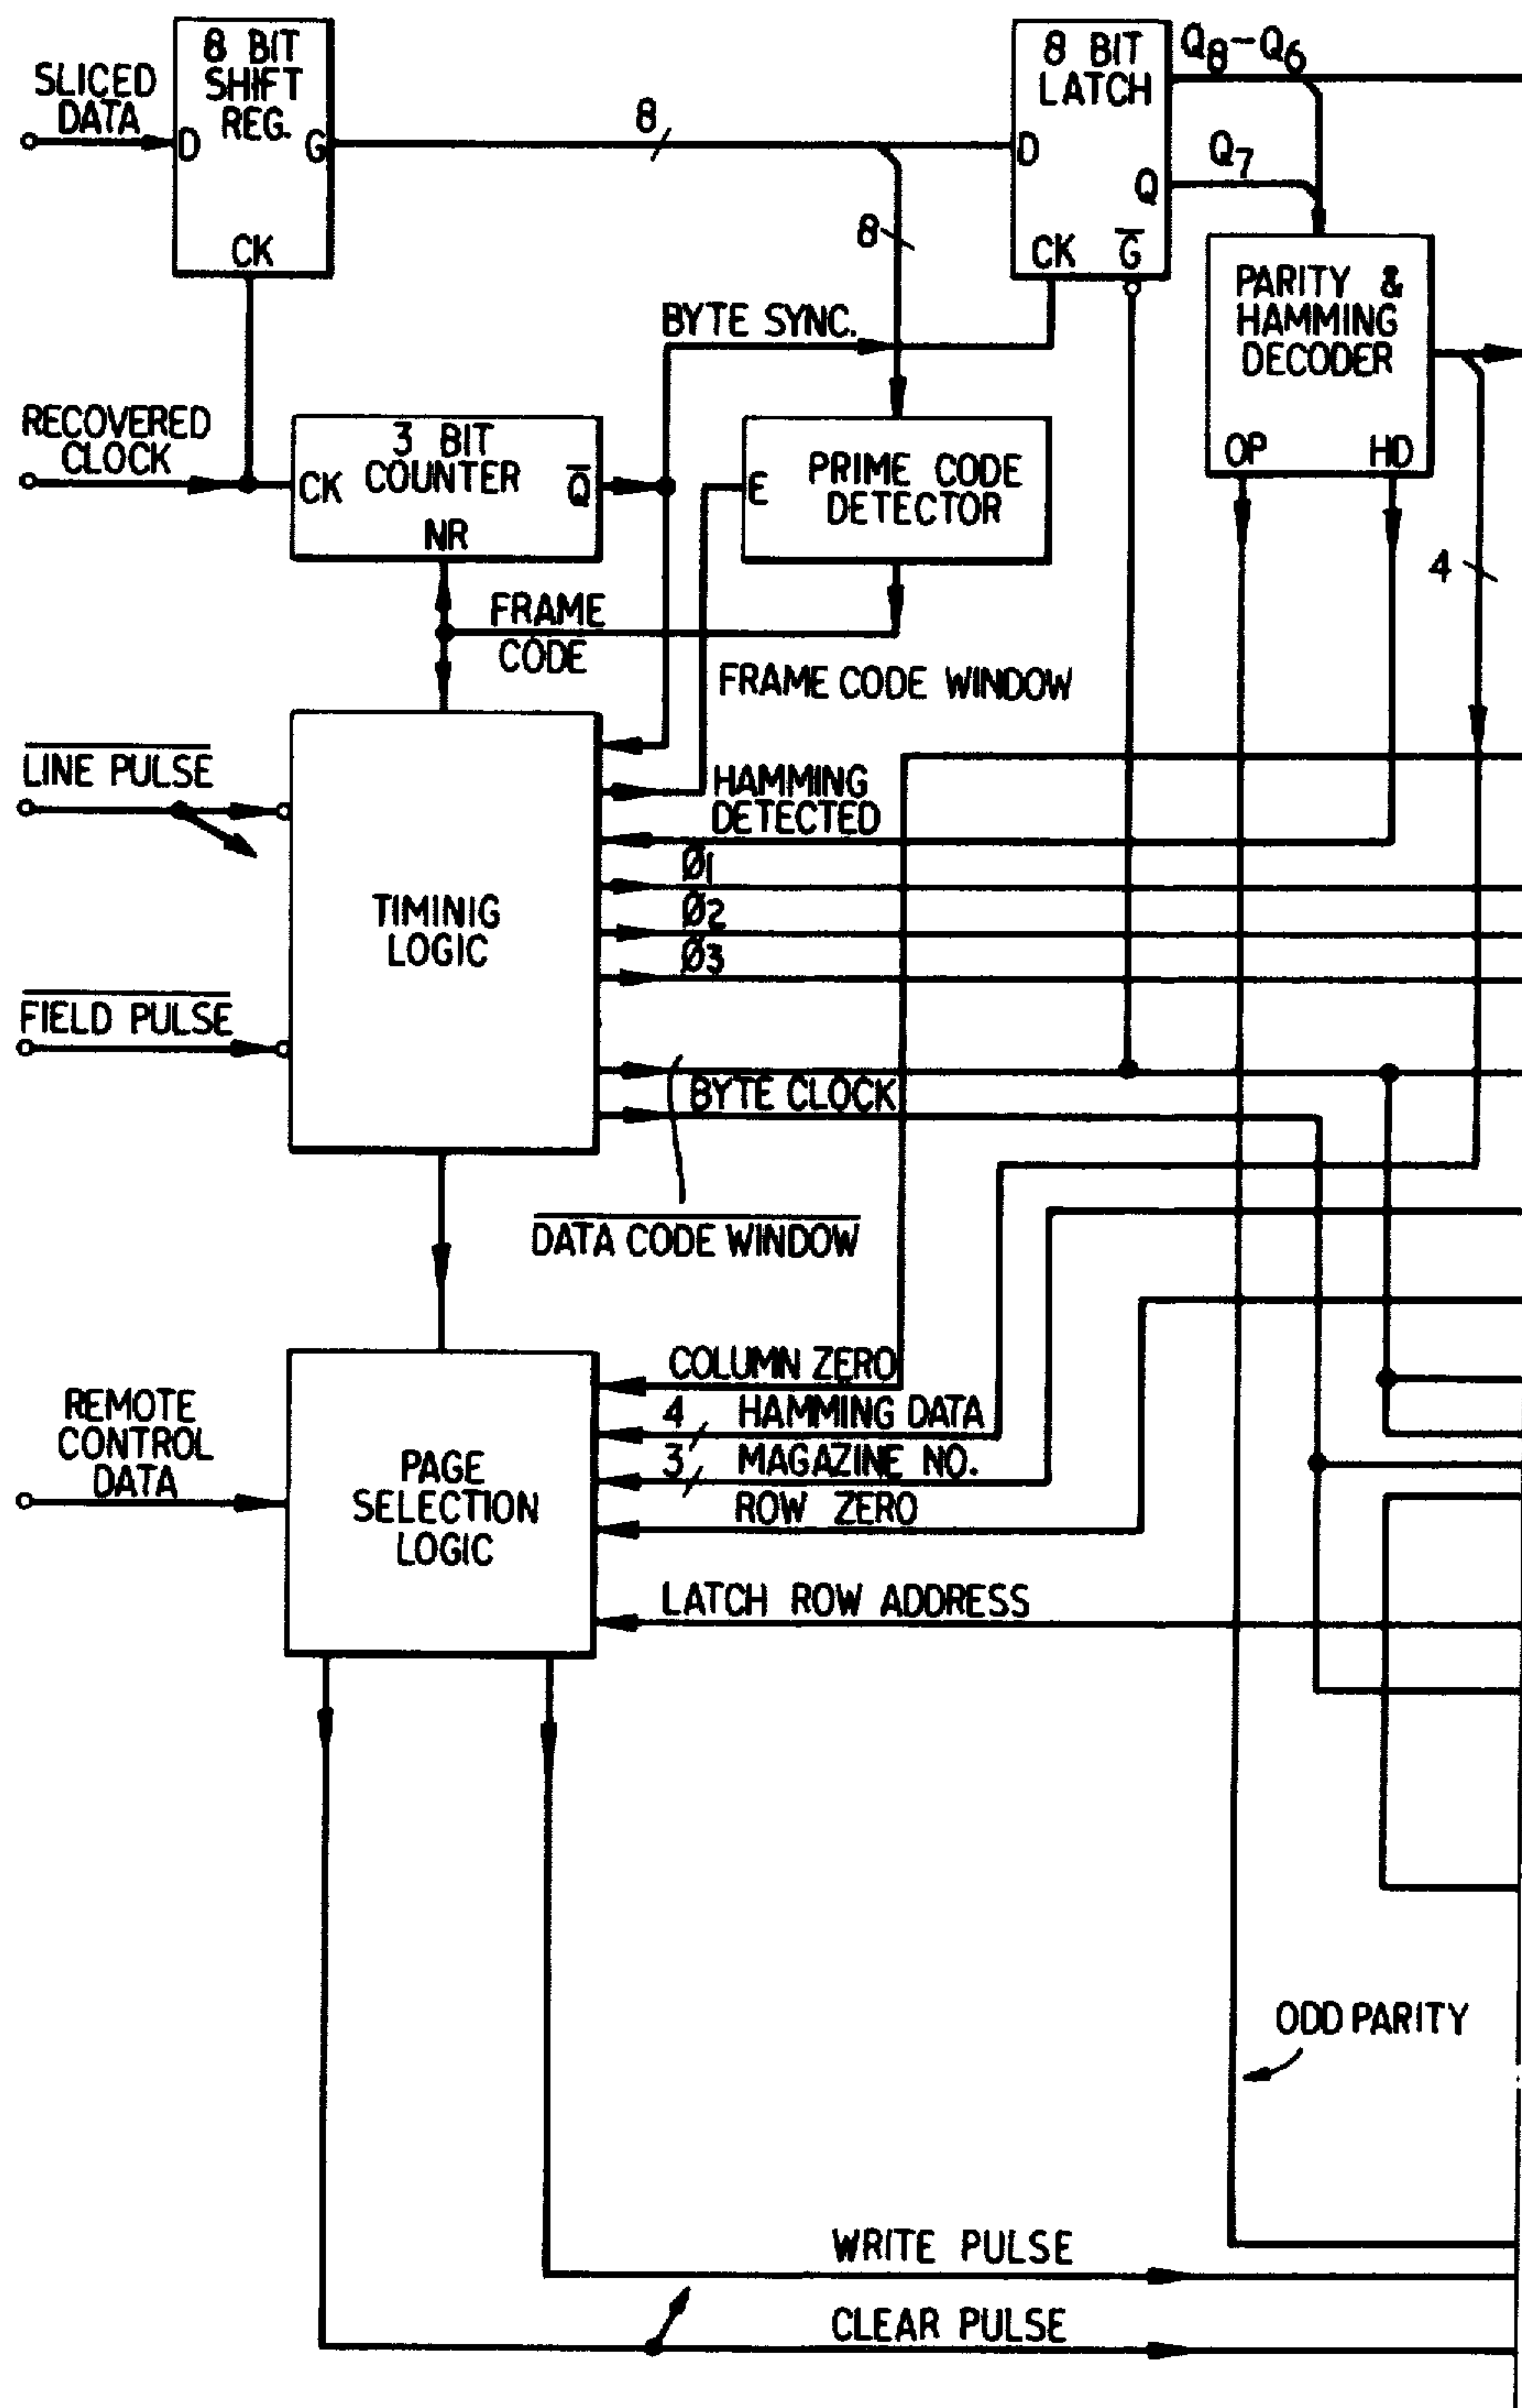 8 BIT
SHIFT
REG.
D
G
CK
SLICED
DATA
8
8
8 BIT
LATCH
D
Q
CK
G̅
Q8-Q6
Q7
PARITY &
HAMMING
DECODER
OP
HD
4
BYTE SYNC.
RECOVERED
CLOCK
3 BIT
COUNTER
CK
Q̅
NR
PRIME CODE
DETECTOR
E
FRAME
CODE
FRAME CODE WINDOW
LINE PULSE
HAMMING
DETECTED
Ø1
Ø2
Ø3
TIMINIG
LOGIC
FIELD PULSE
BYTE CLOCK
DATA CODE WINDOW
COLUMN ZERO
4 HAMMING DATA
3 MAGAZINE NO.
ROW ZERO
LATCH ROW ADDRESS
REMOTE
CONTROL
DATA
PAGE
SELECTION
LOGIC
ODD PARITY
WRITE PULSE
CLEAR PULSE